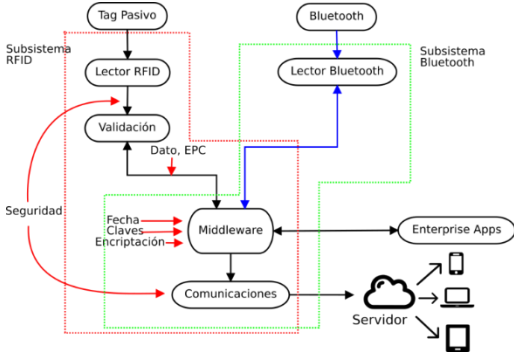 Tag Pasivo
Bluetooth
Subsistema
RFID
Subsistema
Bluetooth
Lector RFID
Lector Bluetooth
Validación
Dato, EPC
Seguridad
Fecha
Claves
Encriptación
Middleware
Enterprise Apps
Comunicaciones
Servidor